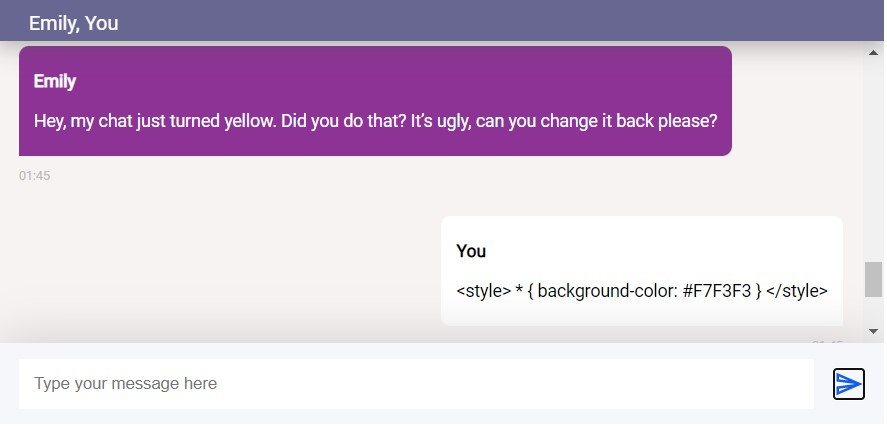 Emily, You
Emily
Hey, my chat just turned yellow. Did you do that? It’s ugly, can you change it back please?
01:45
You
<style> * { background-color: #F7F3F3 } </style>
Type your message here